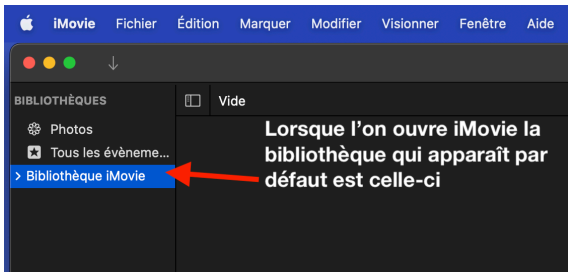 iMovie Fichier Édition Marquer Modifier Visionner Fenêtre Aide
BIBLIOTHÈQUES
Vide
Photos
Tous les évèneme...
Bibliothèque iMovie
Lorsque l'on ouvre iMovie la
bibliothèque qui apparaît par
défaut est celle-ci